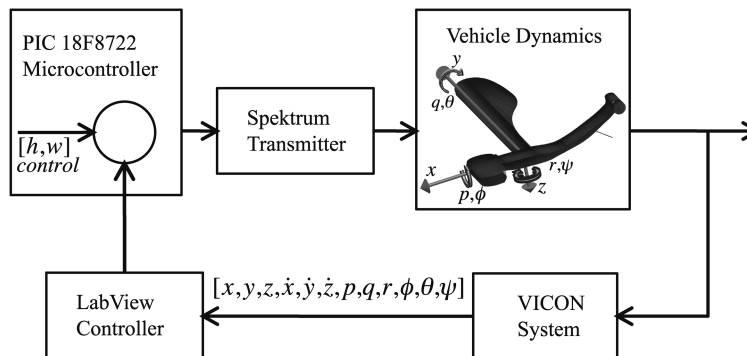 PIC 18F8722
Microcontroller
[h,w]
control
Spektrum
Transmitter
Vehicle Dynamics
y
q,θ
x
p,ϕ
r,ψ
z
[x,y,z,ẋ,ẏ,ż,p,q,r,ϕ,θ,ψ]
LabView
Controller
VICON
System